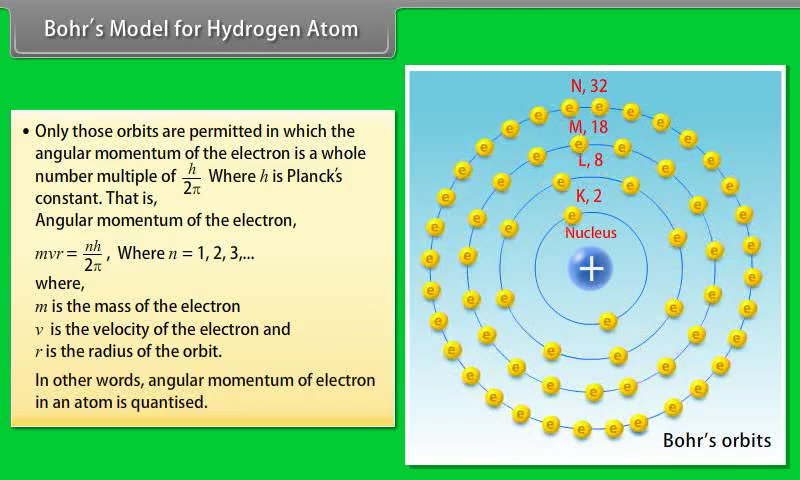 Bohr's Model for Hydrogen Atom
• Only those orbits are permitted in which the
angular momentum of the electron is a whole
number multiple of h/2π Where h is Planck's
constant. That is,
Angular momentum of the electron,
mvr = nh/2π , Where n = 1, 2, 3,...
where,
m is the mass of the electron
v is the velocity of the electron and
r is the radius of the orbit.
In other words, angular momentum of electron
in an atom is quantised.
N, 32
M, 18
L, 8
K, 2
Nucleus
+
e e e e e e e e e e e e e e e e e e e e e e e e e e e e e e e e
e e e e e e e e e e e e e e e e e e
e e e e e e e e
e e
Bohr's orbits